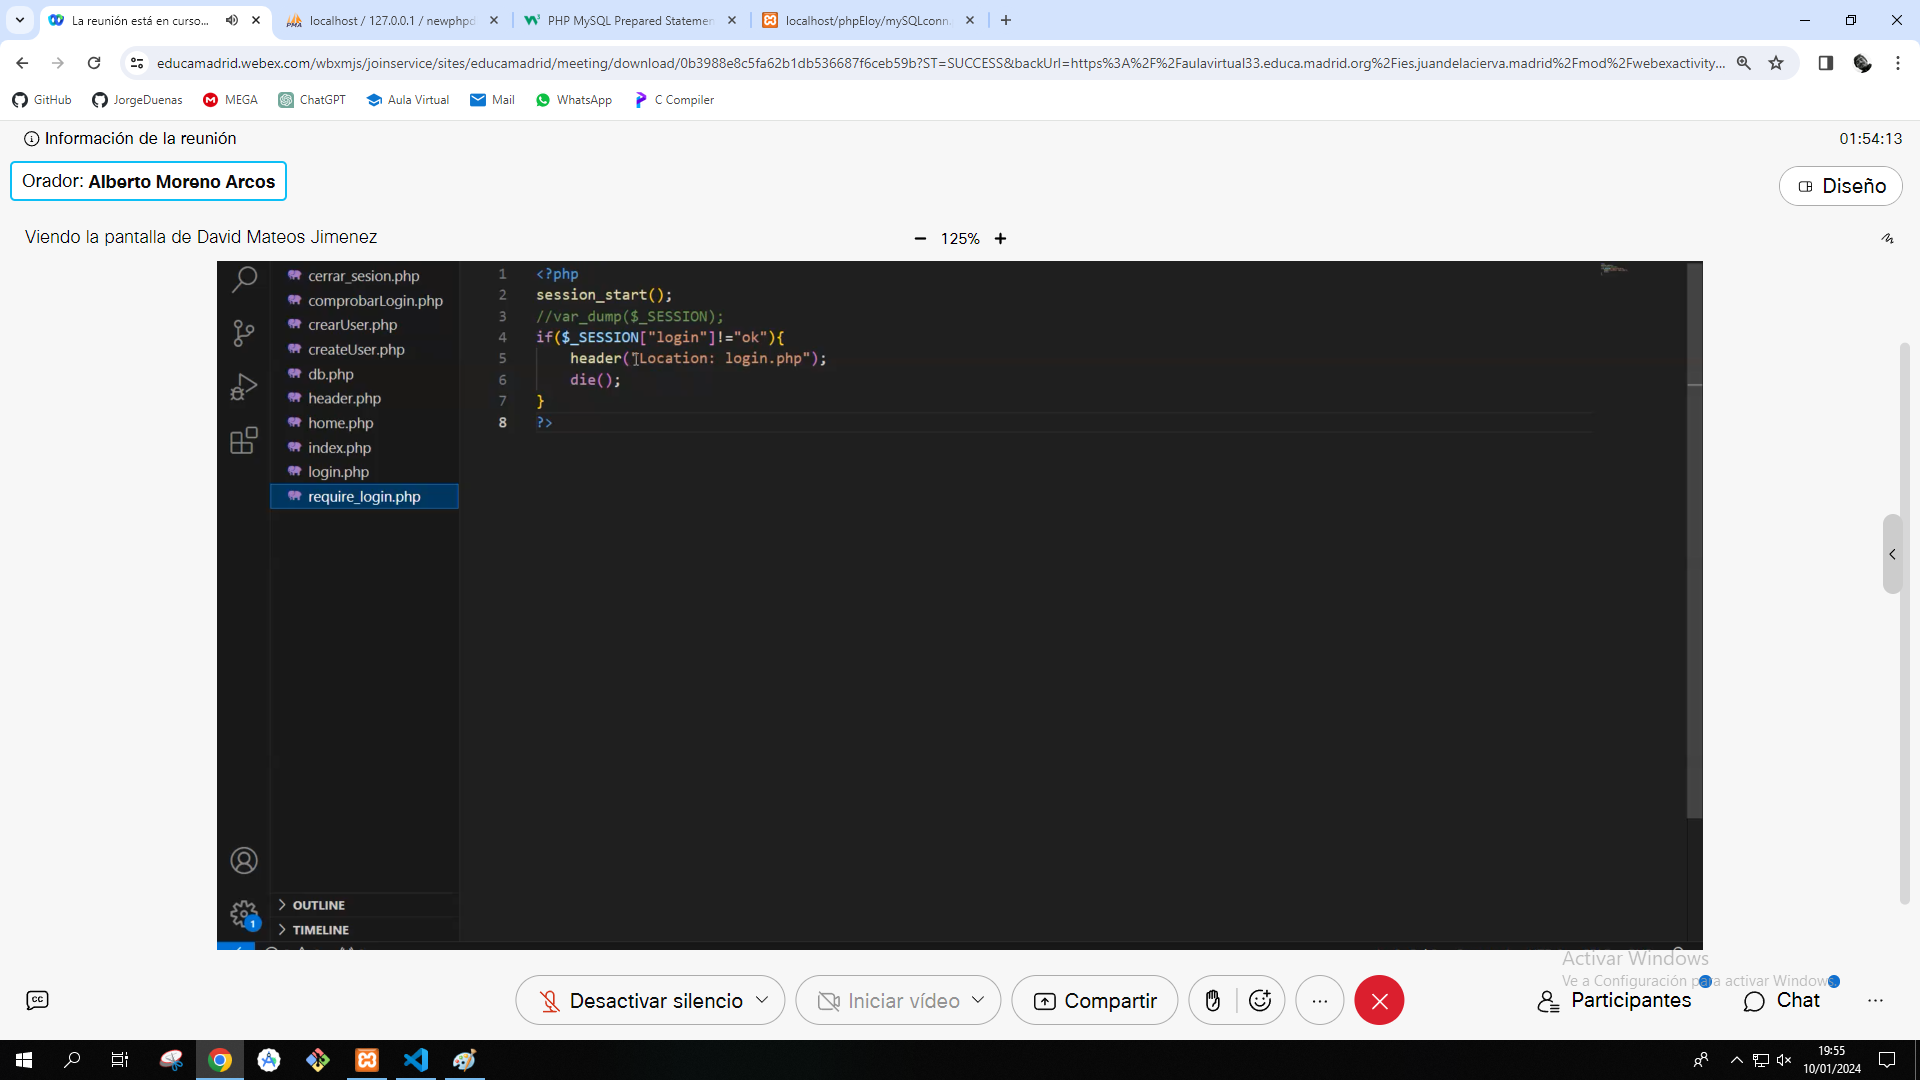 La reunión está en curso...
localhost / 127.0.0.1 / newphpd
PHP MySQL Prepared Statemen
localhost/phpEloy/mySQLconn.
educamadrid.webex.com/wbxmjs/joinservice/sites/educamadrid/meeting/download/0b3988e8c5fa62b1db536687f6ceb59b?ST=SUCCESS&backUrl=https%3A%2F%2Faulavirtual33.educa.madrid.org%2Fies.juandelacierva.madrid%2Fmod%2Fwebexactivity...
GitHub
JorgeDuenas
MEGA
ChatGPT
Aula Virtual
Mail
WhatsApp
C Compiler
Información de la reunión
01:54:13
Orador: Alberto Moreno Arcos
Diseño
Viendo la pantalla de David Mateos Jimenez
125%
cerrar_sesion.php
comprobarLogin.php
crearUser.php
createUser.php
db.php
header.php
home.php
index.php
login.php
require_login.php
OUTLINE
TIMELINE
1
1 <?php
2 session_start();
3 //var_dump($_SESSION);
4 if($_SESSION["login"]!="ok"){
5 header("Location: login.php");
6 die();
7 }
8 ?>
Activar Windows
Ve a Configuración para activar Windows.
CC
Desactivar silencio
Iniciar vídeo
Compartir
Participantes
Chat
19:55
10/01/2024